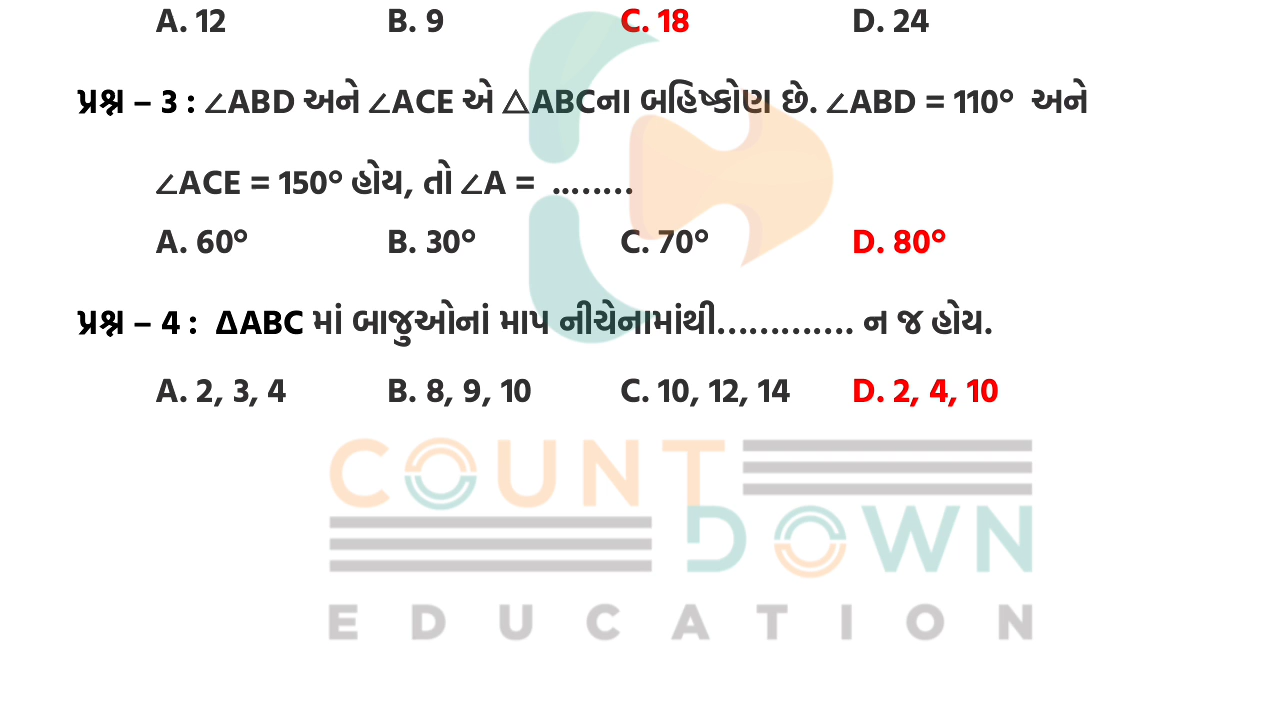 A. 12 B. 9 C. 18 D. 24
પ્રશ્ન – 3 : ∠ABD અને ∠ACE એ △ABCના બહિષ્કોણ છે. ∠ABD = 110° અને
∠ACE = 150° હોય, તો ∠A = ………
A. 60° B. 30° C. 70° D. 80°
પ્રશ્ન – 4 : ∆ABC માં બાજુઓનાં માપ નીચેનામાંથી…………. ન જ હોય.
A. 2, 3, 4 B. 8, 9, 10 C. 10, 12, 14 D. 2, 4, 10
COUNT
DOWN
EDUCATION